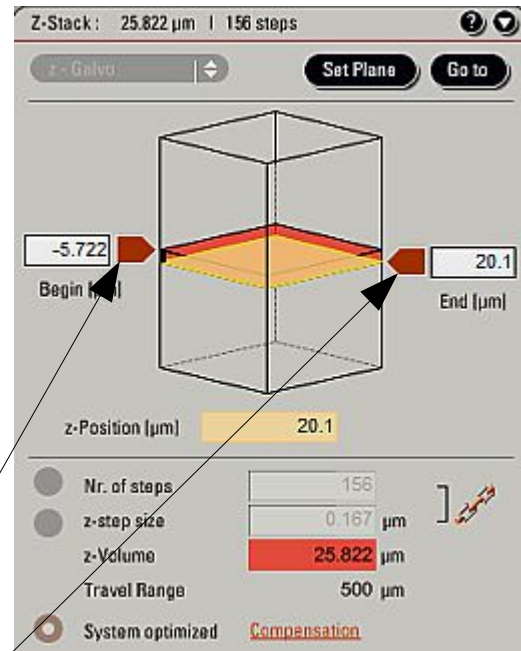 Z-Stack: 25.822 µm | 156 steps
z - Galvo Set Plane Go to
-5.722 20.1
Begin [µm] End [µm]
z-Position [µm] 20.1
Nr. of steps 156
z-step size 0.167 µm
z-Volume 25.822 µm
Travel Range 500 µm
System optimized Compensation